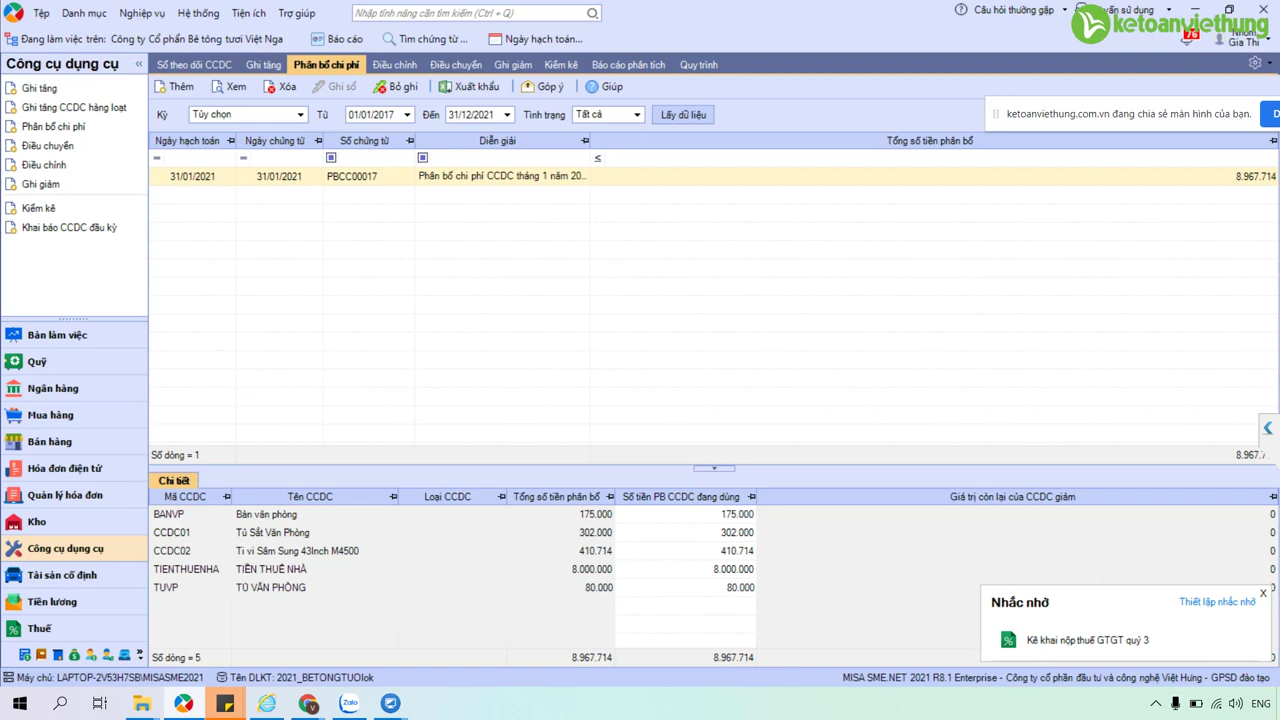 Tệp Danh mục Nghiệp vụ Hệ thống Tiện ích Trợ giúp Nhập tính năng cần tìm kiếm (Ctrl + Q) Câu hỏi thường gặp vấn sử dụng
ketoanviethung
Đang làm việc trên: Công ty Cổ phần Bê tông tươi Việt Nga Báo cáo Tìm chứng từ ... Ngày hạch toán... 76 Nhóm
Gia Thi
Công cụ dụng cụ « Sổ theo dõi CCDC Ghi tăng Phân bổ chi phí Điều chỉnh Điều chuyển Ghi giảm Kiểm kê Báo cáo phân tích Quy trình
Ghi tăng Thêm Xem Xóa Ghi sổ Bỏ ghi Xuất khẩu Góp ý Giúp
Ghi tăng CCDC hàng loạt Kỳ Tùy chọn Từ 01/01/2017 Đến 31/12/2021 Tình trạng Tất cả Lấy dữ liệu ketoanviethung.com.vn đang chia sẻ màn hình của bạn. D
Phân bổ chi phí
Điều chuyển
Điều chỉnh
Ghi giảm
Kiểm kê
Khai báo CCDC đầu kỳ
Ngày hạch toán Ngày chứng từ Số chứng từ Diễn giải Tổng số tiền phân bổ
= = ≤
31/01/2021 31/01/2021 PBCC00017 Phân bổ chi phí CCDC tháng 1 năm 20... 8.967.714
Số dòng = 1 8.967.7
Bàn làm việc
Quỹ
Ngân hàng
Mua hàng
Bán hàng
Hóa đơn điện tử
Quản lý hóa đơn
Kho
Công cụ dụng cụ
Tài sản cố định
Tiền lương
Thuế
Chi tiết
Mã CCDC Tên CCDC Loại CCDC Tổng số tiền phân bổ Số tiền PB CCDC đang dùng Giá trị còn lại của CCDC giảm
BANVP Bàn văn phòng 175.000 175.000 0
CCDC01 Tủ Sắt Văn Phòng 302.000 302.000 0
CCDC02 Ti vi Sâm Sung 43Inch M4500 410.714 410.714 0
TIENTHUENHA TIỀN THUÊ NHÀ 8.000.000 8.000.000 0
TUVP TỦ VĂN PHÒNG 80.000 80.000 0
Số dòng = 5 8.967.714 8.967.714
Nhắc nhở Thiết lập nhắc nhở X
Kê khai nộp thuế GTGT quý 3
Máy chủ: LAPTOP-2V53H7SB\MISASME2021 Tên DLKT: 2021_BETONGTUOIok MISA SME.NET 2021 R8.1 Enterprise - Công ty cổ phần đầu tư và công nghệ Việt Hưng - GPSD đào tạo
Zalo ENG